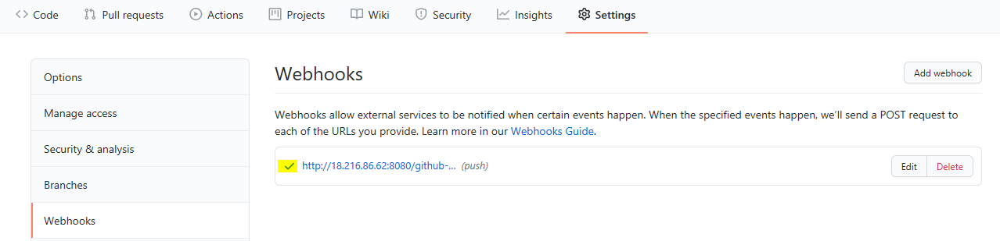 Code Pull requests Actions Projects Wiki Security Insights Settings
Options
Manage access
Security & analysis
Branches
Webhooks
Webhooks
Add webhook
Webhooks allow external services to be notified when certain events happen. When the specified events happen, we'll send a POST request to
each of the URLs you provide. Learn more in our Webhooks Guide.
http://18.216.86.62:8080/github-... (push)
Edit Delete